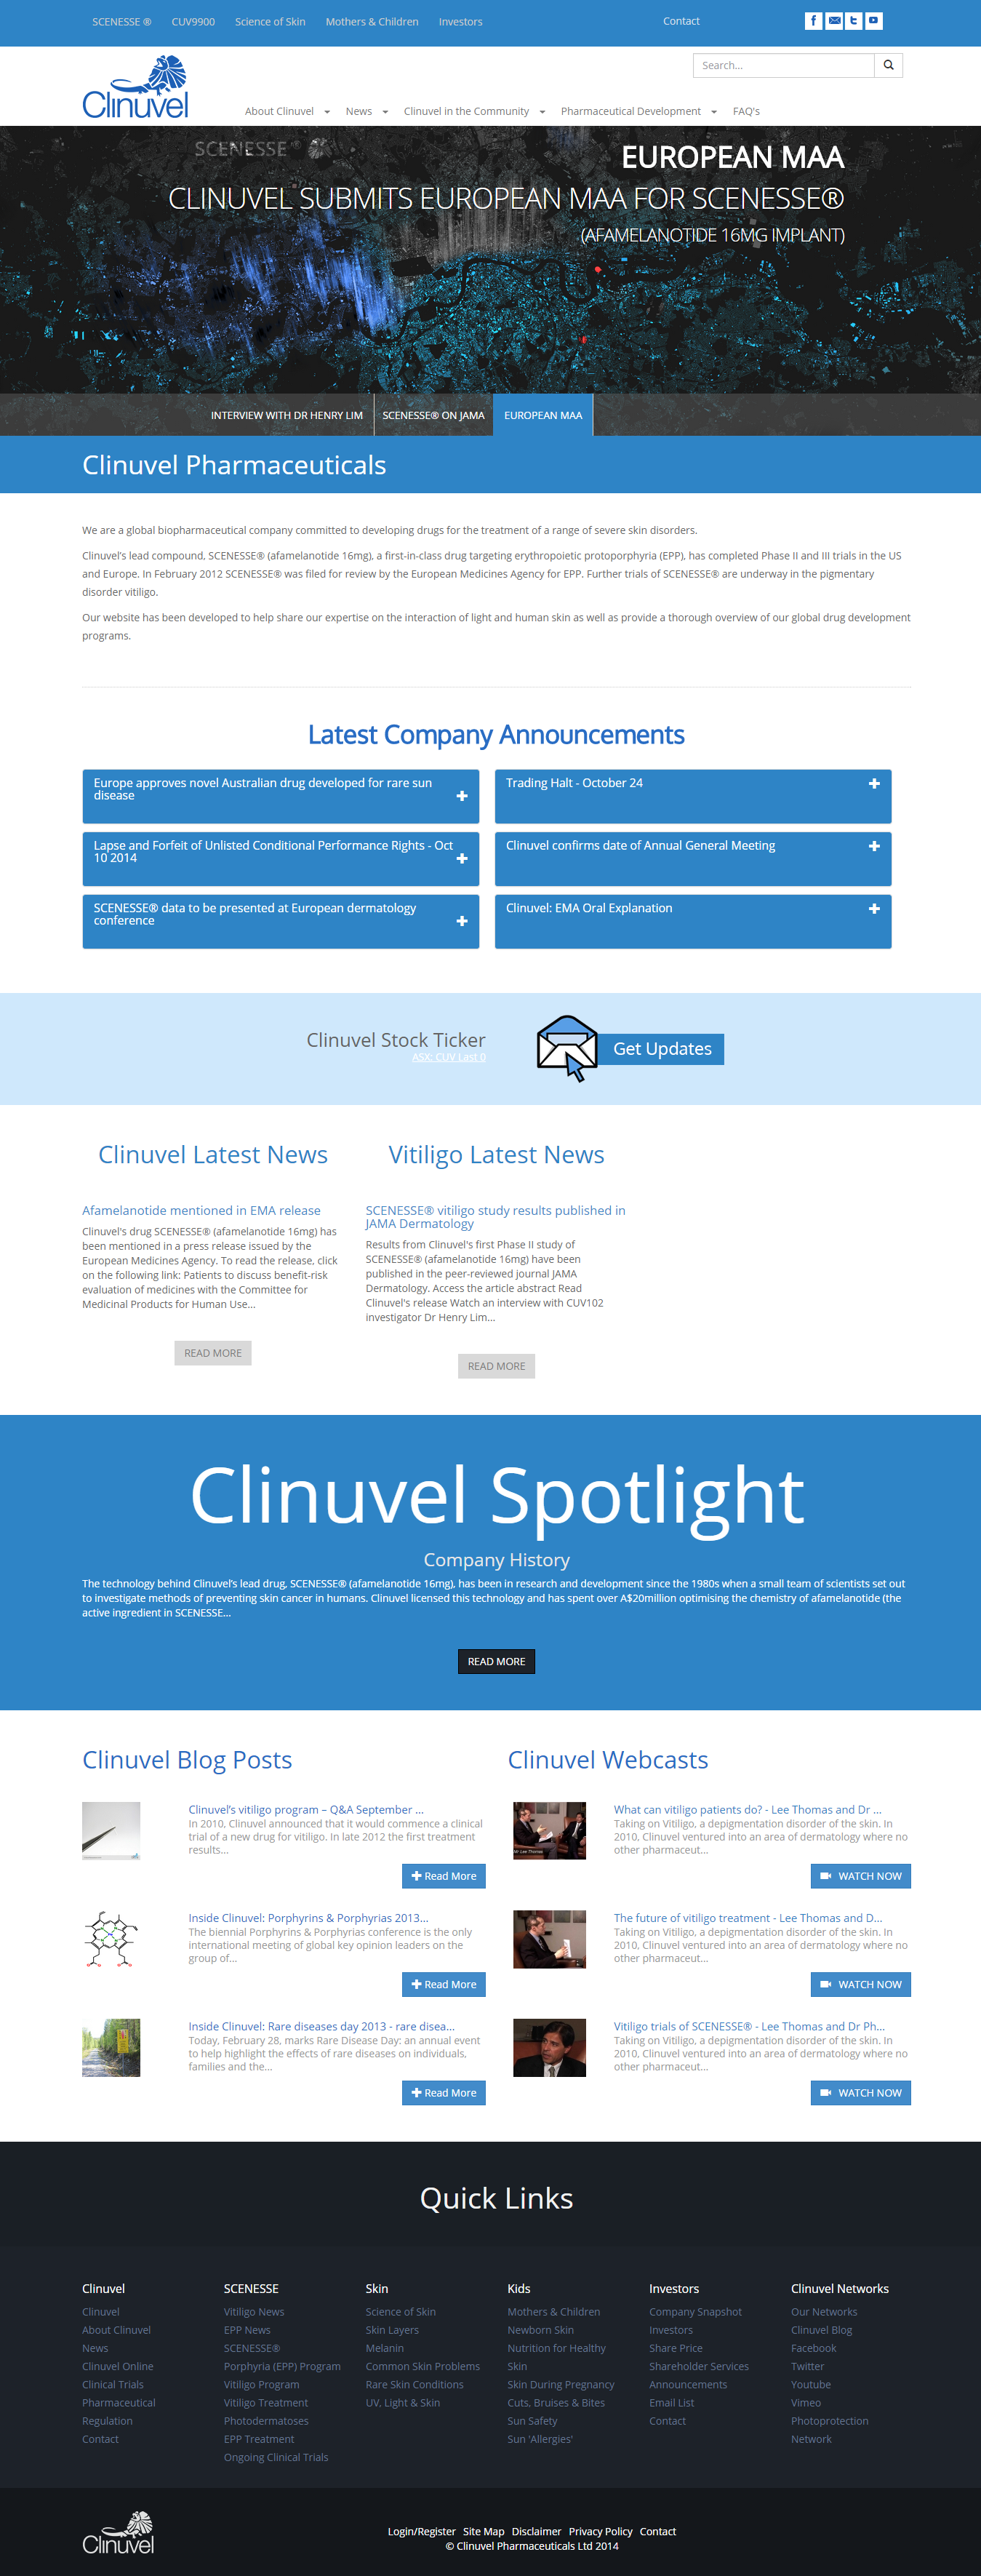 SCENESSE ® CUV9900 Science of Skin Mothers & Children Investors Contact
Clinuvel
Search...
About Clinuvel News Clinuvel in the Community Pharmaceutical Development FAQ's
SCENESSE®
EUROPEAN MAA
CLINUVEL SUBMITS EUROPEAN MAA FOR SCENESSE®
(AFAMELANOTIDE 16MG IMPLANT)
INTERVIEW WITH DR HENRY LIM SCENESSE® ON JAMA EUROPEAN MAA
Clinuvel Pharmaceuticals
We are a global biopharmaceutical company committed to developing drugs for the treatment of a range of severe skin disorders.
Clinuvel's lead compound, SCENESSE® (afamelanotide 16mg), a first-in-class drug targeting erythropoietic protoporphyria (EPP), has completed Phase II and III trials in the US
and Europe. In February 2012 SCENESSE® was filed for review by the European Medicines Agency for EPP. Further trials of SCENESSE® are underway in the pigmentary
disorder vitiligo.
Our website has been developed to help share our expertise on the interaction of light and human skin as well as provide a thorough overview of our global drug development
programs.
Latest Company Announcements
Europe approves novel Australian drug developed for rare sun
disease
Trading Halt - October 24
Lapse and Forfeit of Unlisted Conditional Performance Rights - Oct
10 2014
Clinuvel confirms date of Annual General Meeting
SCENESSE® data to be presented at European dermatology
conference
Clinuvel: EMA Oral Explanation
Clinuvel Stock Ticker
ASX: CUV Last 0
Get Updates
Clinuvel Latest News
Afamelanotide mentioned in EMA release
Clinuvel's drug SCENESSE® (afamelanotide 16mg) has
been mentioned in a press release issued by the
European Medicines Agency. To read the release, click
on the following link: Patients to discuss benefit-risk
evaluation of medicines with the Committee for
Medicinal Products for Human Use...
READ MORE
Vitiligo Latest News
SCENESSE® vitiligo study results published in
JAMA Dermatology
Results from Clinuvel's first Phase II study of
SCENESSE® (afamelanotide 16mg) have been
published in the peer-reviewed journal JAMA
Dermatology. Access the article abstract Read
Clinuvel's release Watch an interview with CUV102
investigator Dr Henry Lim...
READ MORE
Clinuvel Spotlight
Company History
The technology behind Clinuvel's lead drug, SCENESSE® (afamelanotide 16mg), has been in research and development since the 1980s when a small team of scientists set out
to investigate methods of preventing skin cancer in humans. Clinuvel licensed this technology and has spent over A$20million optimising the chemistry of afamelanotide (the
active ingredient in SCENESSE...
READ MORE
Clinuvel Blog Posts
Clinuvel's vitiligo program – Q&A September ...
In 2010, Clinuvel announced that it would commence a clinical
trial of a new drug for vitiligo. In late 2012 the first treatment
results...
Read More
Inside Clinuvel: Porphyrins & Porphyrias 2013...
The biennial Porphyrins & Porphyrias conference is the only
international meeting of global key opinion leaders on the
group of...
Read More
Inside Clinuvel: Rare diseases day 2013 - rare disea...
Today, February 28, marks Rare Disease Day: an annual event
to help highlight the effects of rare diseases on individuals,
families and the...
Read More
Clinuvel Webcasts
Mr Lee Thomas
What can vitiligo patients do? - Lee Thomas and Dr ...
Taking on Vitiligo, a depigmentation disorder of the skin. In
2010, Clinuvel ventured into an area of dermatology where no
other pharmaceut...
WATCH NOW
The future of vitiligo treatment - Lee Thomas and D...
Taking on Vitiligo, a depigmentation disorder of the skin. In
2010, Clinuvel ventured into an area of dermatology where no
other pharmaceut...
WATCH NOW
Vitiligo trials of SCENESSE® - Lee Thomas and Dr Ph...
Taking on Vitiligo, a depigmentation disorder of the skin. In
2010, Clinuvel ventured into an area of dermatology where no
other pharmaceut...
WATCH NOW
Quick Links
Clinuvel
Clinuvel
About Clinuvel
News
Clinuvel Online
Clinical Trials
Pharmaceutical
Regulation
Contact
SCENESSE
Vitiligo News
EPP News
SCENESSE®
Porphyria (EPP) Program
Vitiligo Program
Vitiligo Treatment
Photodermatoses
EPP Treatment
Ongoing Clinical Trials
Skin
Science of Skin
Skin Layers
Melanin
Common Skin Problems
Rare Skin Conditions
UV, Light & Skin
Kids
Mothers & Children
Newborn Skin
Nutrition for Healthy
Skin
Skin During Pregnancy
Cuts, Bruises & Bites
Sun Safety
Sun 'Allergies'
Investors
Company Snapshot
Investors
Share Price
Shareholder Services
Announcements
Email List
Contact
Clinuvel Networks
Our Networks
Clinuvel Blog
Facebook
Twitter
Youtube
Vimeo
Photoprotection
Network
Clinuvel
Login/Register Site Map Disclaimer Privacy Policy Contact
© Clinuvel Pharmaceuticals Ltd 2014